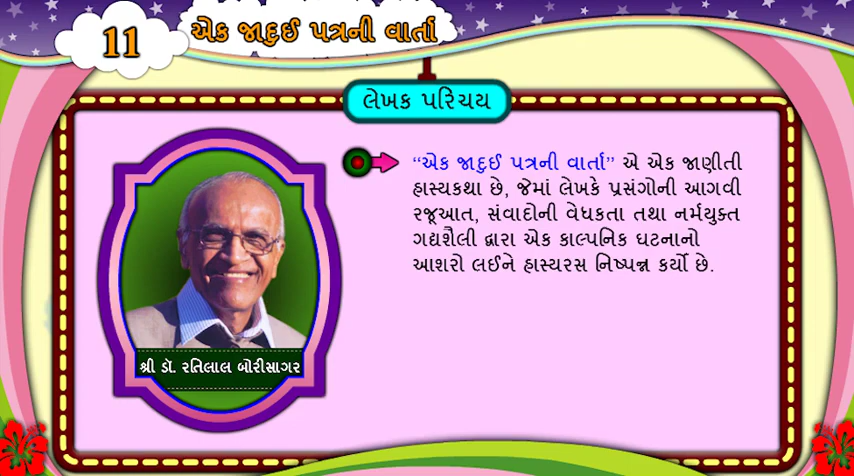 11
એક જાદુઈ પત્રની વાર્તા
લેખક પરિચય
“એક જાદુઈ પત્રની વાર્તા” એ એક જાણીતી
હાસ્યકથા છે, જેમાં લેખકે પ્રસંગોની આગવી
રજૂઆત, સંવાદોની વેધકતા તથા નર્મયુક્ત
ગદ્યશૈલી દ્વારા એક કાલ્પનિક ઘટનાનો
આશરો લઈને હાસ્યરસ નિષ્પન્ન કર્યો છે.
શ્રી ડૉ. રતિલાલ બોરીસાગર